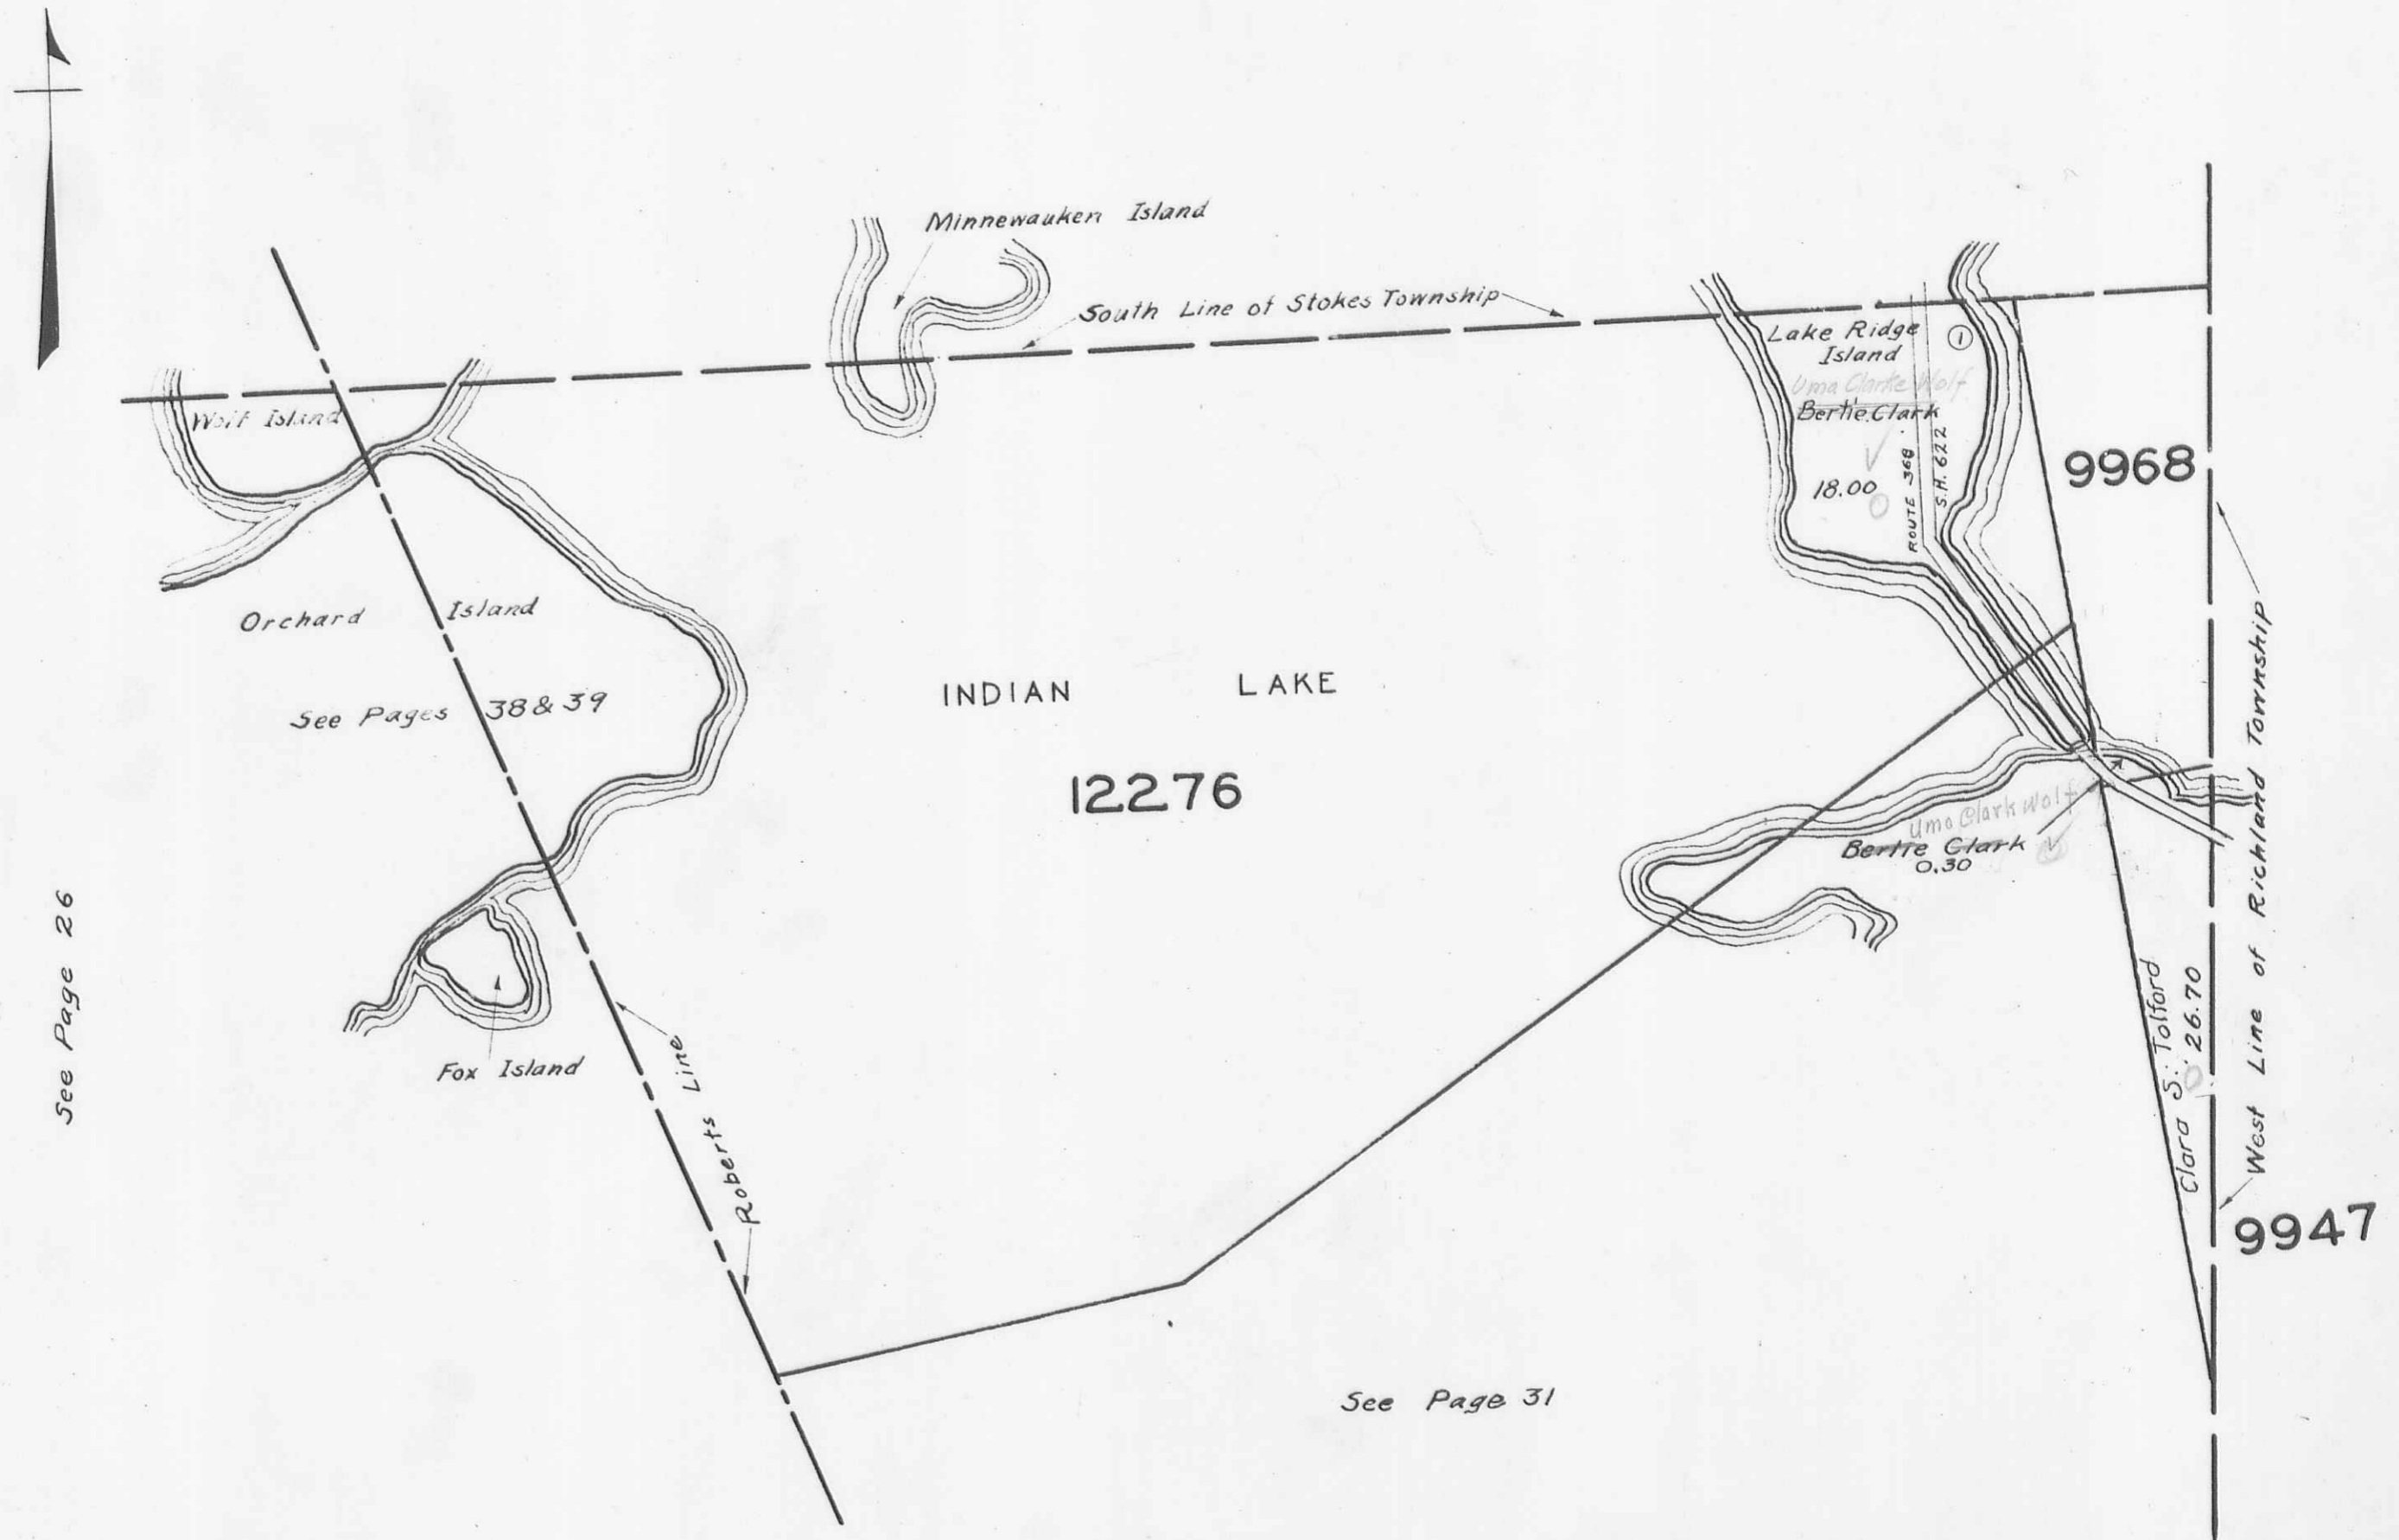 Minnewauken Island
South Line of Stokes Township
Lake Ridge
Island
1
Uma Clarke Wolf
Bertie Clark
18.00
ROUTE 368
S.H. 622
9968
Wolf Island
Orchard Island
See Pages 38 & 39
INDIAN LAKE
12276
Uma Clark Wolf
Bertie Clark
0.30
West Line of Richland Township
See Page 26
Fox Island
Roberts Line
Clara S. Tolford
26.70
9947
See Page 31